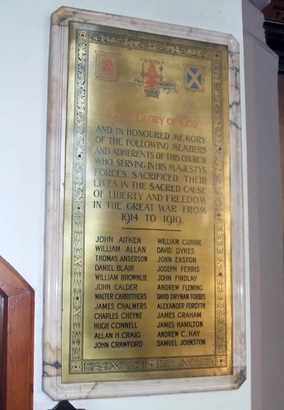 TO THE GLORY OF GOD
AND IN HONOURED MEMORY
OF THE FOLLOWING MEMBERS
AND ADHERENTS OF THIS CHURCH
WHO, SERVING IN HIS MAJESTY'S
FORCES, SACRIFICED THEIR
LIVES IN THE SACRED CAUSE
OF LIBERTY AND FREEDOM
IN THE GREAT WAR FROM
1914 TO 1919.
JOHN AITKEN
WILLIAM ALLAN
THOMAS ANDERSON
DANIEL BLAIR
WILLIAM BROWNLIE
JOHN CALDER
WALTER CARRUTHERS
JAMES CHALMERS
CHARLES CHEYNE
HUGH CONNELL
ALLAN H. CRAIG
JOHN CRAWFORD
WILLIAM CURRIE
DAVID DYKES
JOHN EASTON
JOSEPH FERRIS
JOHN FINDLAY
ANDREW FLEMING
DAVID DRYNAN FORBES
ALEXANDER FORSYTH
JAMES GRAHAM
JAMES HAMILTON
ANDREW C. HAY
SAMUEL JOHNSTON